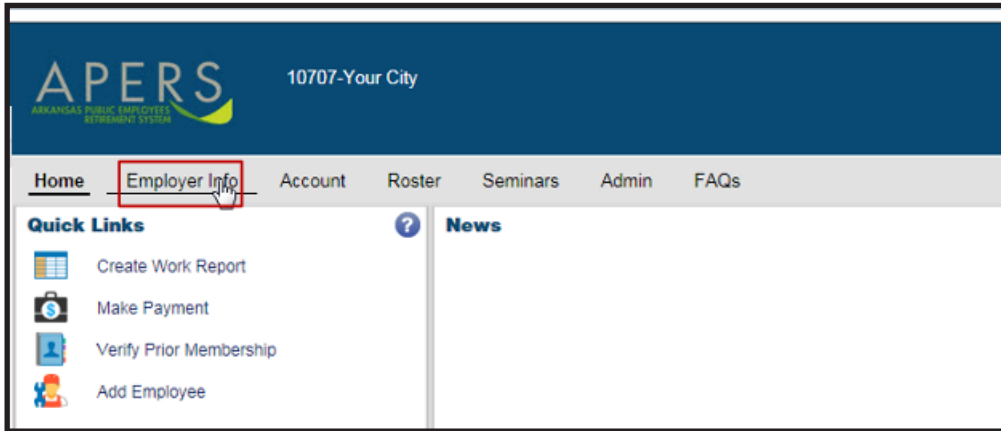 APERS
ARKANSAS PUBLIC EMPLOYEES
RETIREMENT SYSTEM
10707-Your City
Home Employer Info Account Roster Seminars Admin FAQs
Quick Links ?
News
Create Work Report
$
Make Payment
Verify Prior Membership
Add Employee